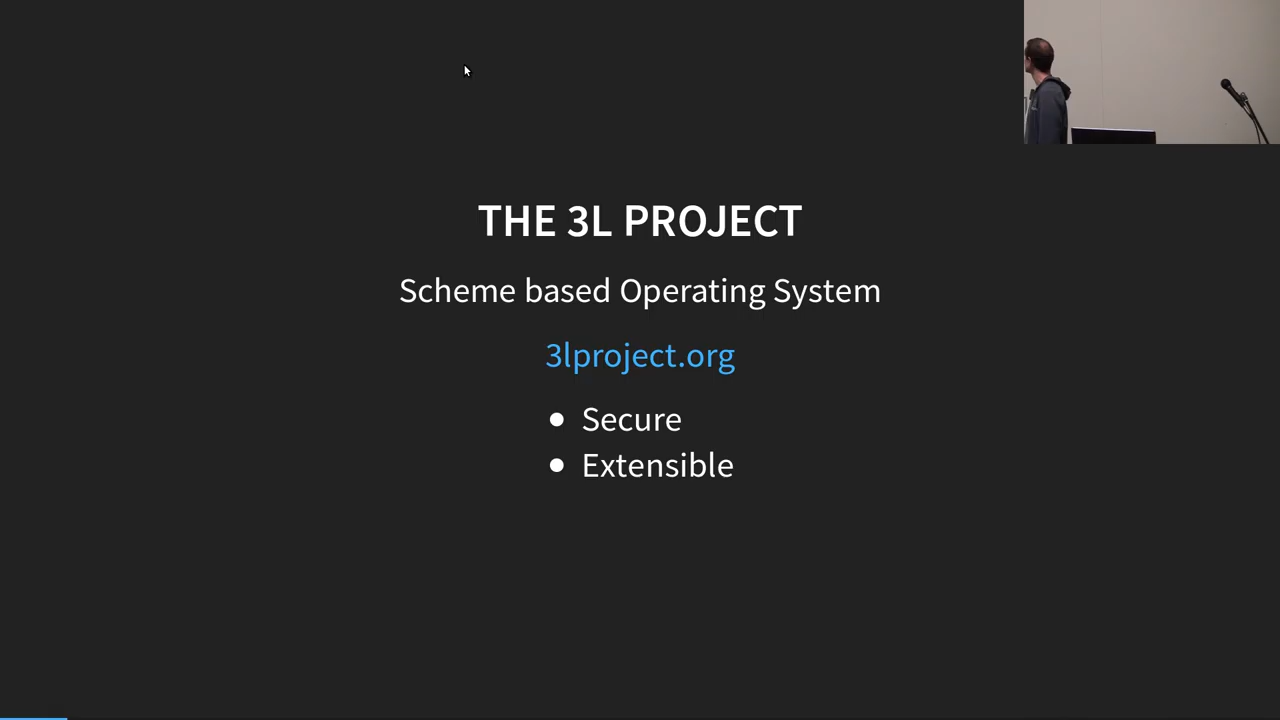 THE 3L PROJECT
Scheme based Operating System
3lproject.org
Secure
Extensible